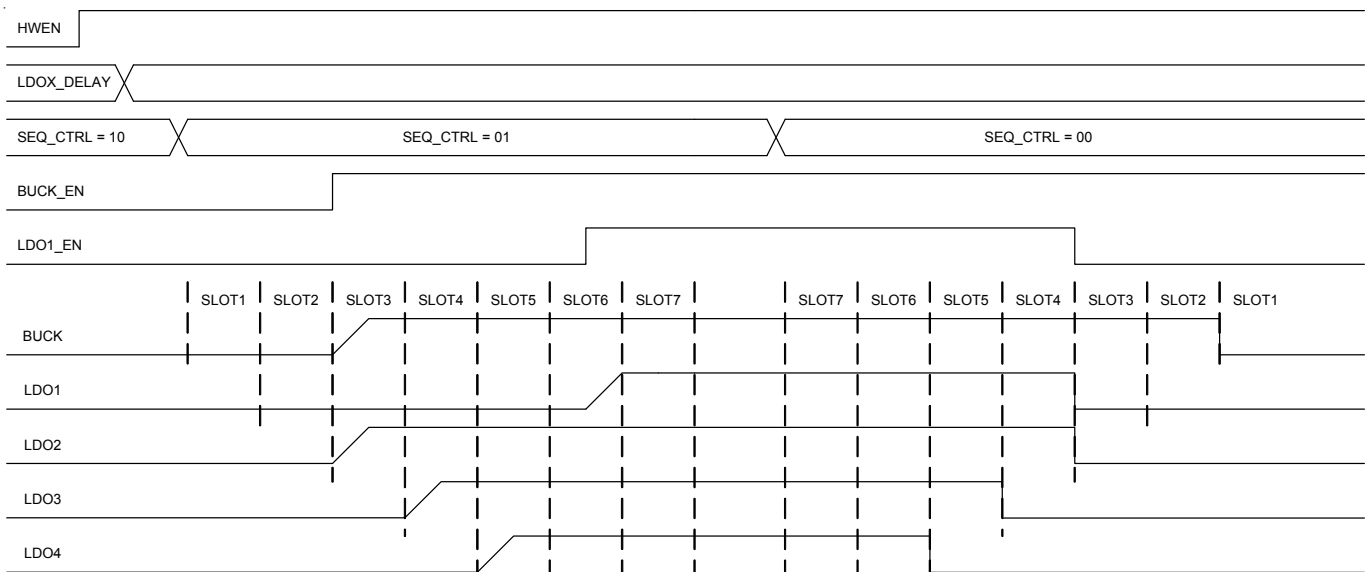 HWEN
LDOX_DELAY
SEQ_CTRL = 10 SEQ_CTRL = 01 SEQ_CTRL = 00
BUCK_EN
LDO1_EN
SLOT1 SLOT2 SLOT3 SLOT4 SLOT5 SLOT6 SLOT7 SLOT7 SLOT6 SLOT5 SLOT4 SLOT3 SLOT2 SLOT1
BUCK
LDO1
LDO2
LDO3
LDO4